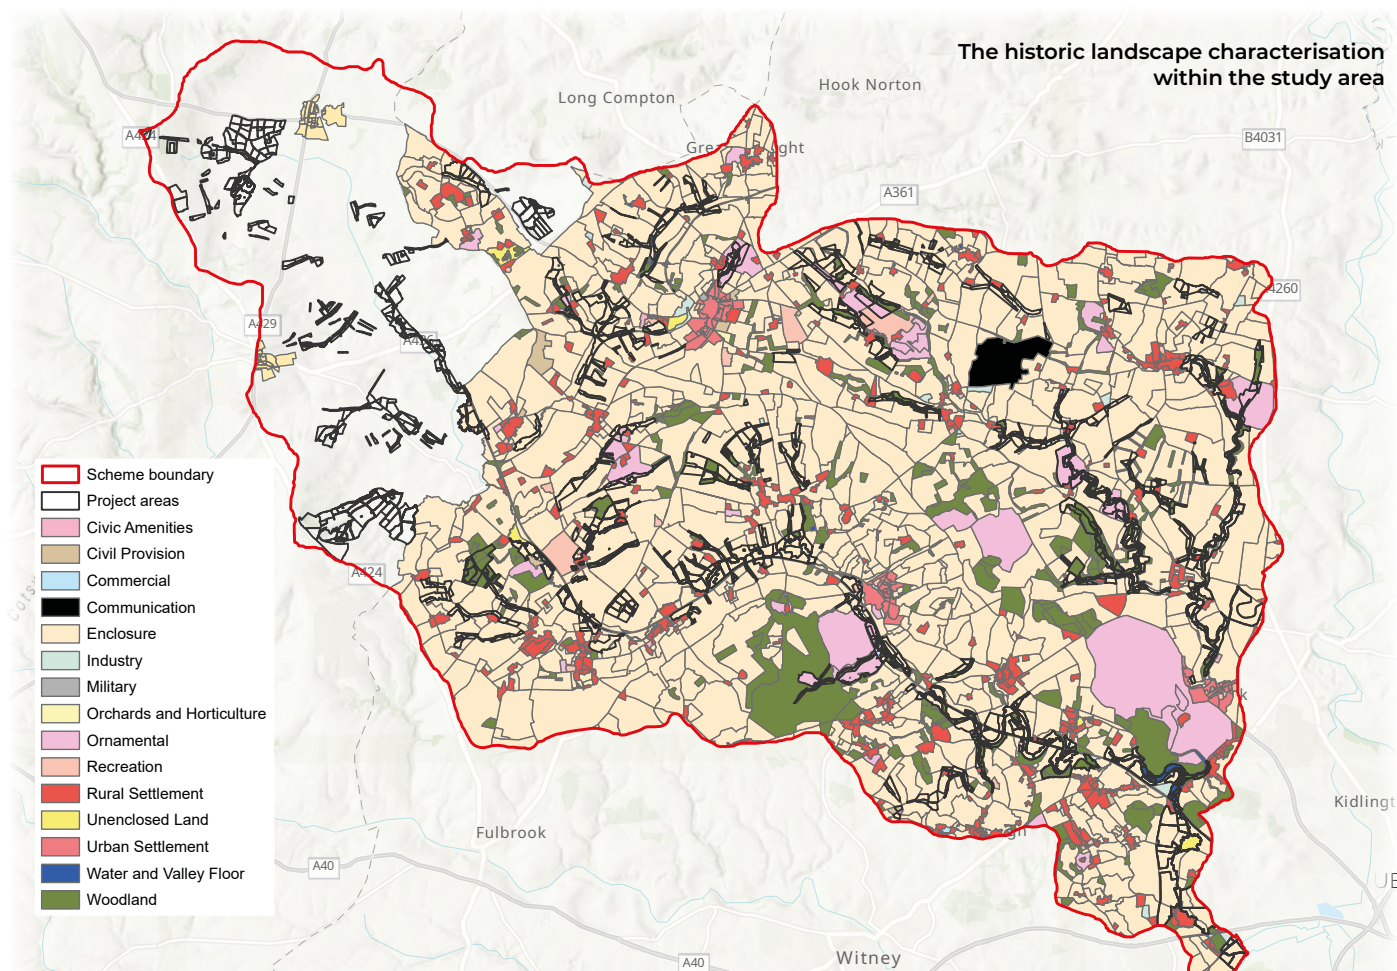 The historic landscape characterisation
within the study area
Hook Norton
Long Compton
B4031
A361
A429
A424
A40
A40
Fulbrook
Witney
Scheme boundary
Project areas
Civic Amenities
Civil Provision
Commercial
Communication
Enclosure
Industry
Military
Orchards and Horticulture
Ornamental
Recreation
Rural Settlement
Unenclosed Land
Urban Settlement
Water and Valley Floor
Woodland